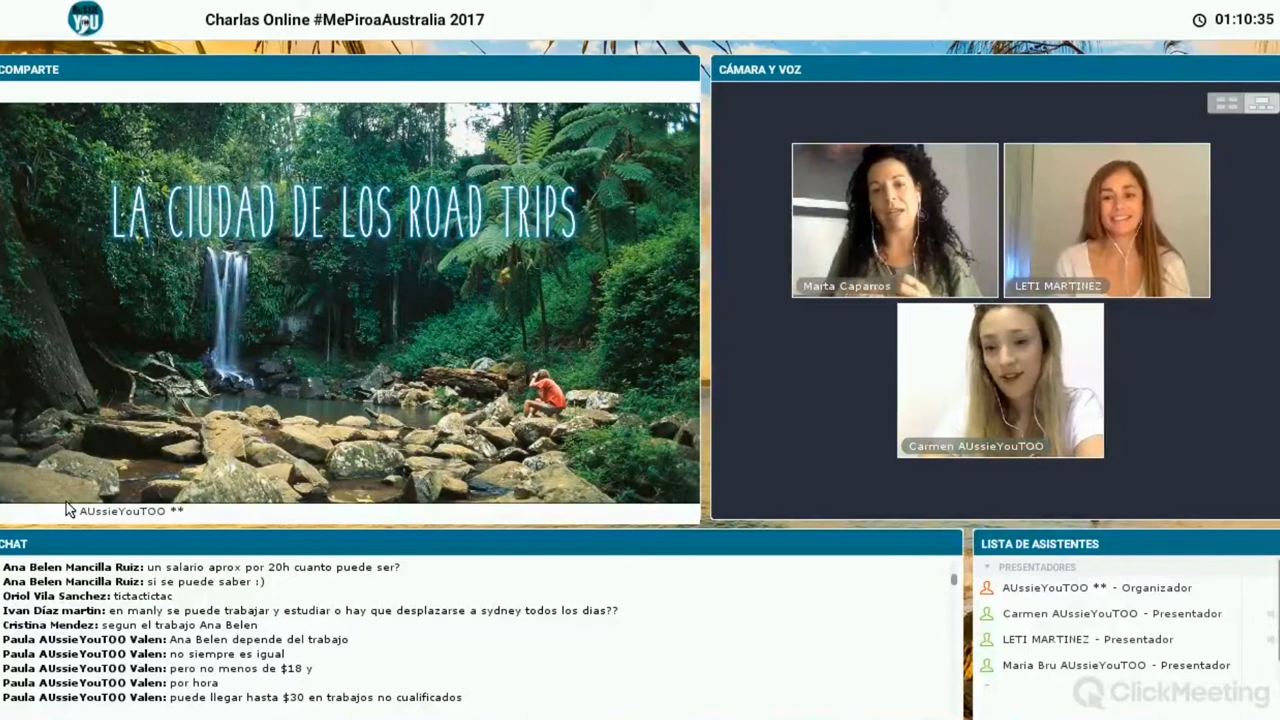 AUSSIE
YOU
Charlas Online #MePiroaAustralia 2017
01:10:35
COMPARTE
CÁMARA Y VOZ
LA CIUDAD DE LOS ROAD TRIPS
Marta Caparros
LETI MARTINEZ
Carmen AUssieYouTOO
AUssieYouTOO **
CHAT
Ana Belen Mancilla Ruiz: un salario aprox por 20h cuanto puede ser?
Ana Belen Mancilla Ruiz: si se puede saber :)
Oriol Vila Sanchez: tictactictac
Ivan Díaz martin: en manly se puede trabajar y estudiar o hay que desplazarse a sydney todos los dias??
Cristina Mendez: segun el trabajo Ana Belen
Paula AUssieYouTOO Valen: Ana Belen depende del trabajo
Paula AUssieYouTOO Valen: no siempre es igual
Paula AUssieYouTOO Valen: pero no menos de $18 y
Paula AUssieYouTOO Valen: por hora
Paula AUssieYouTOO Valen: puede llegar hasta $30 en trabajos no cualificados
LISTA DE ASISTENTES
PRESENTADORES
AUssieYouTOO ** - Organizador
Carmen AUssieYouTOO - Presentador
LETI MARTINEZ - Presentador
Maria Bru AUssieYouTOO - Presentador
ClickMeeting